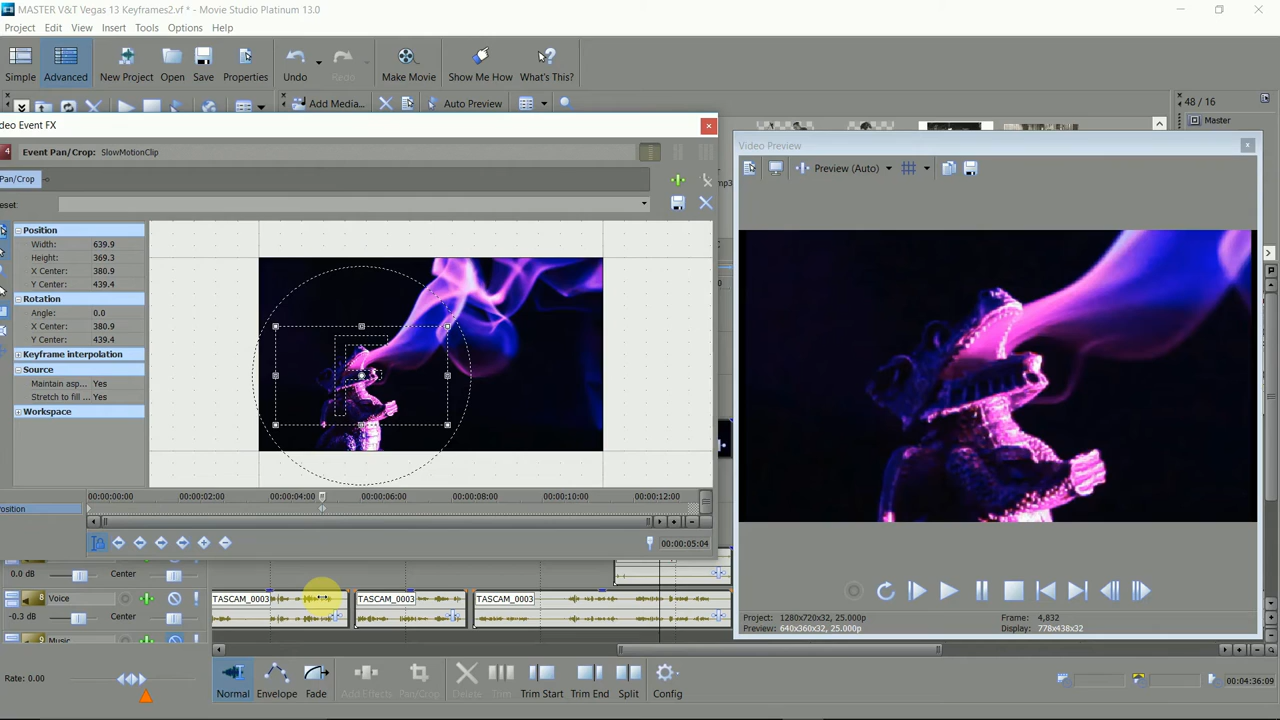 MASTER V&T Vegas 13 Keyframes2.vf * - Movie Studio Platinum 13.0
Project Edit View Insert Tools Options Help
Simple Advanced New Project Open Save Properties Undo Redo Make Movie Show Me How What's This?
Add Media... Auto Preview
48 / 16
Master
deo Event FX
Event Pan/Crop: SlowMotionClip
Pan/Crop
eset:
Position
Width: 639.9
Height: 369.3
X Center: 380.9
Y Center: 439.4
Rotation
Angle: 0.0
X Center: 380.9
Y Center: 439.4
Keyframe interpolation
Source
Maintain asp... Yes
Stretch to fill ... Yes
Workspace
00:00:00:00 00:00:02:00 00:00:04:00 00:00:06:00 00:00:08:00 00:00:10:00 00:00:12:00
Position
00:00:05:04
mp3
Video Preview
Preview (Auto)
Project: 1280x720x32, 25.000p
Preview: 640x360x32, 25.000p
Frame: 4,832
Display: 778x438x32
0.0 dB Center
8 Voice
-0.3 dB Center
Music
TASCAM_0003 TASCAM_0003 TASCAM_0003
Rate: 0.00
Normal Envelope Fade Add Effects Pan/Crop Delete Trim Trim Start Trim End Split Config
00:04:36:09